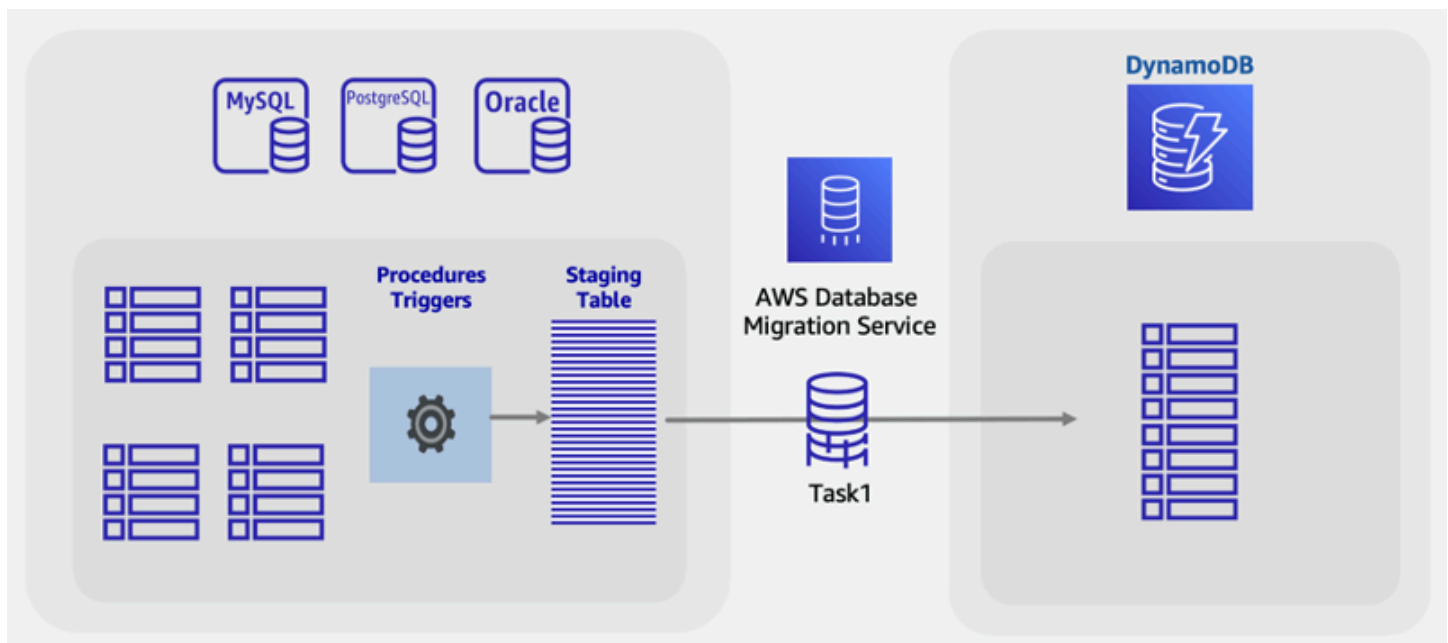 MySQL
PostgreSQL
Oracle
DynamoDB
Procedures
Triggers
Staging
Table
AWS Database
Migration Service
Task1